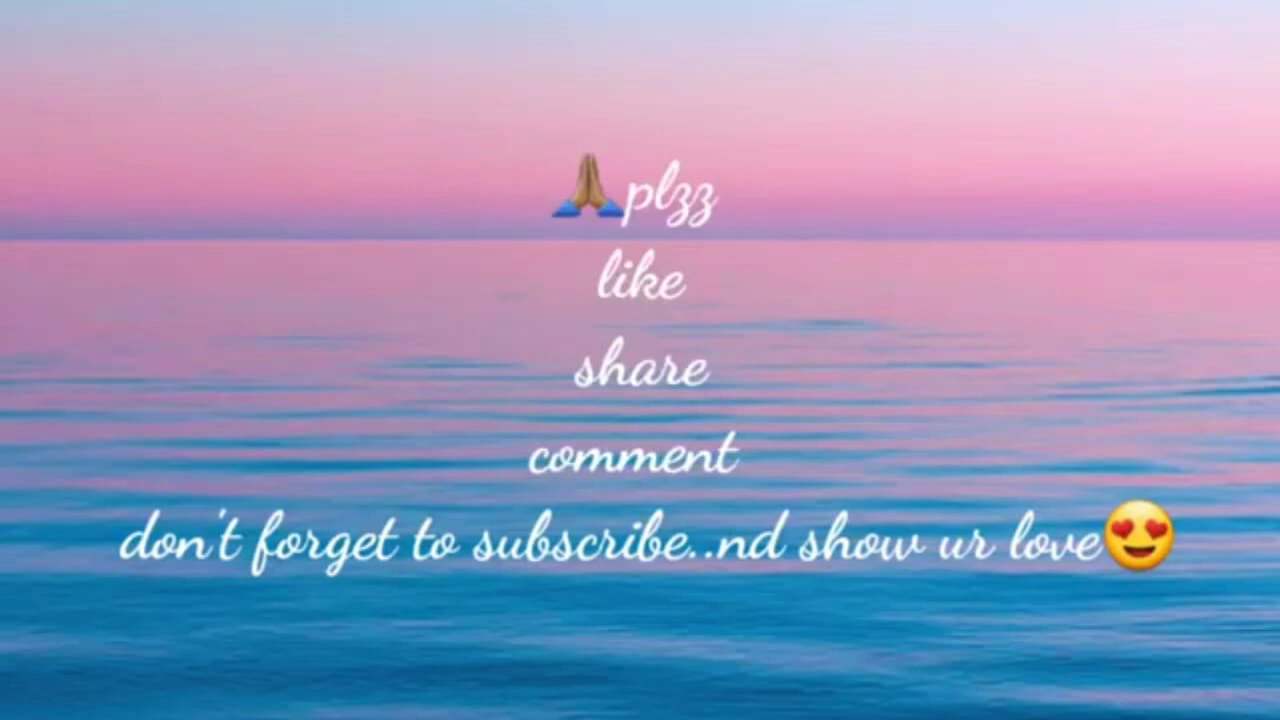 🙏🏽plzz
like
share
comment
don't forget to subscribe..nd show ur love😍